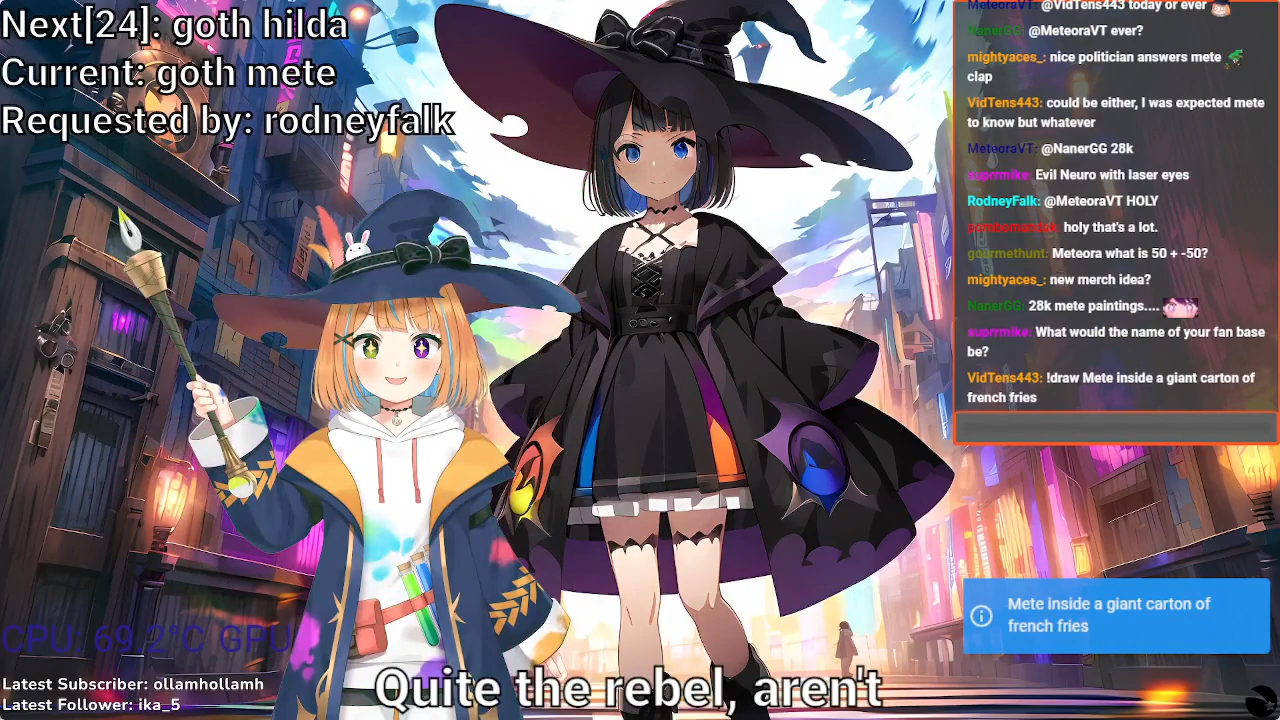 Next[24]: goth hilda
Current: goth mete
Requested by: rodneyfalk
MeteoraVT: @VidTens443 today or ever
NanerGG: @MeteoraVT ever?
mightyaces_: nice politician answers mete
clap
VidTens443: could be either, I was expected mete
to know but whatever
MeteoraVT: @NanerGG 28k
suprrmike: Evil Neuro with laser eyes
RodneyFalk: @MeteoraVT HOLY
holy that's a lot.
gourmethunt: Meteora what is 50 + -50?
mightyaces_: new merch idea?
NanerGG: 28k mete paintings....
suprrmike: What would the name of your fan base
be?
VidTens443: !draw Mete inside a giant carton of
french fries
Mete inside a giant carton of
french fries
CPU: 69.2°C GPU
Latest Subscriber: ollamhollamh
Latest Follower: ika_5
Quite the rebel, aren't